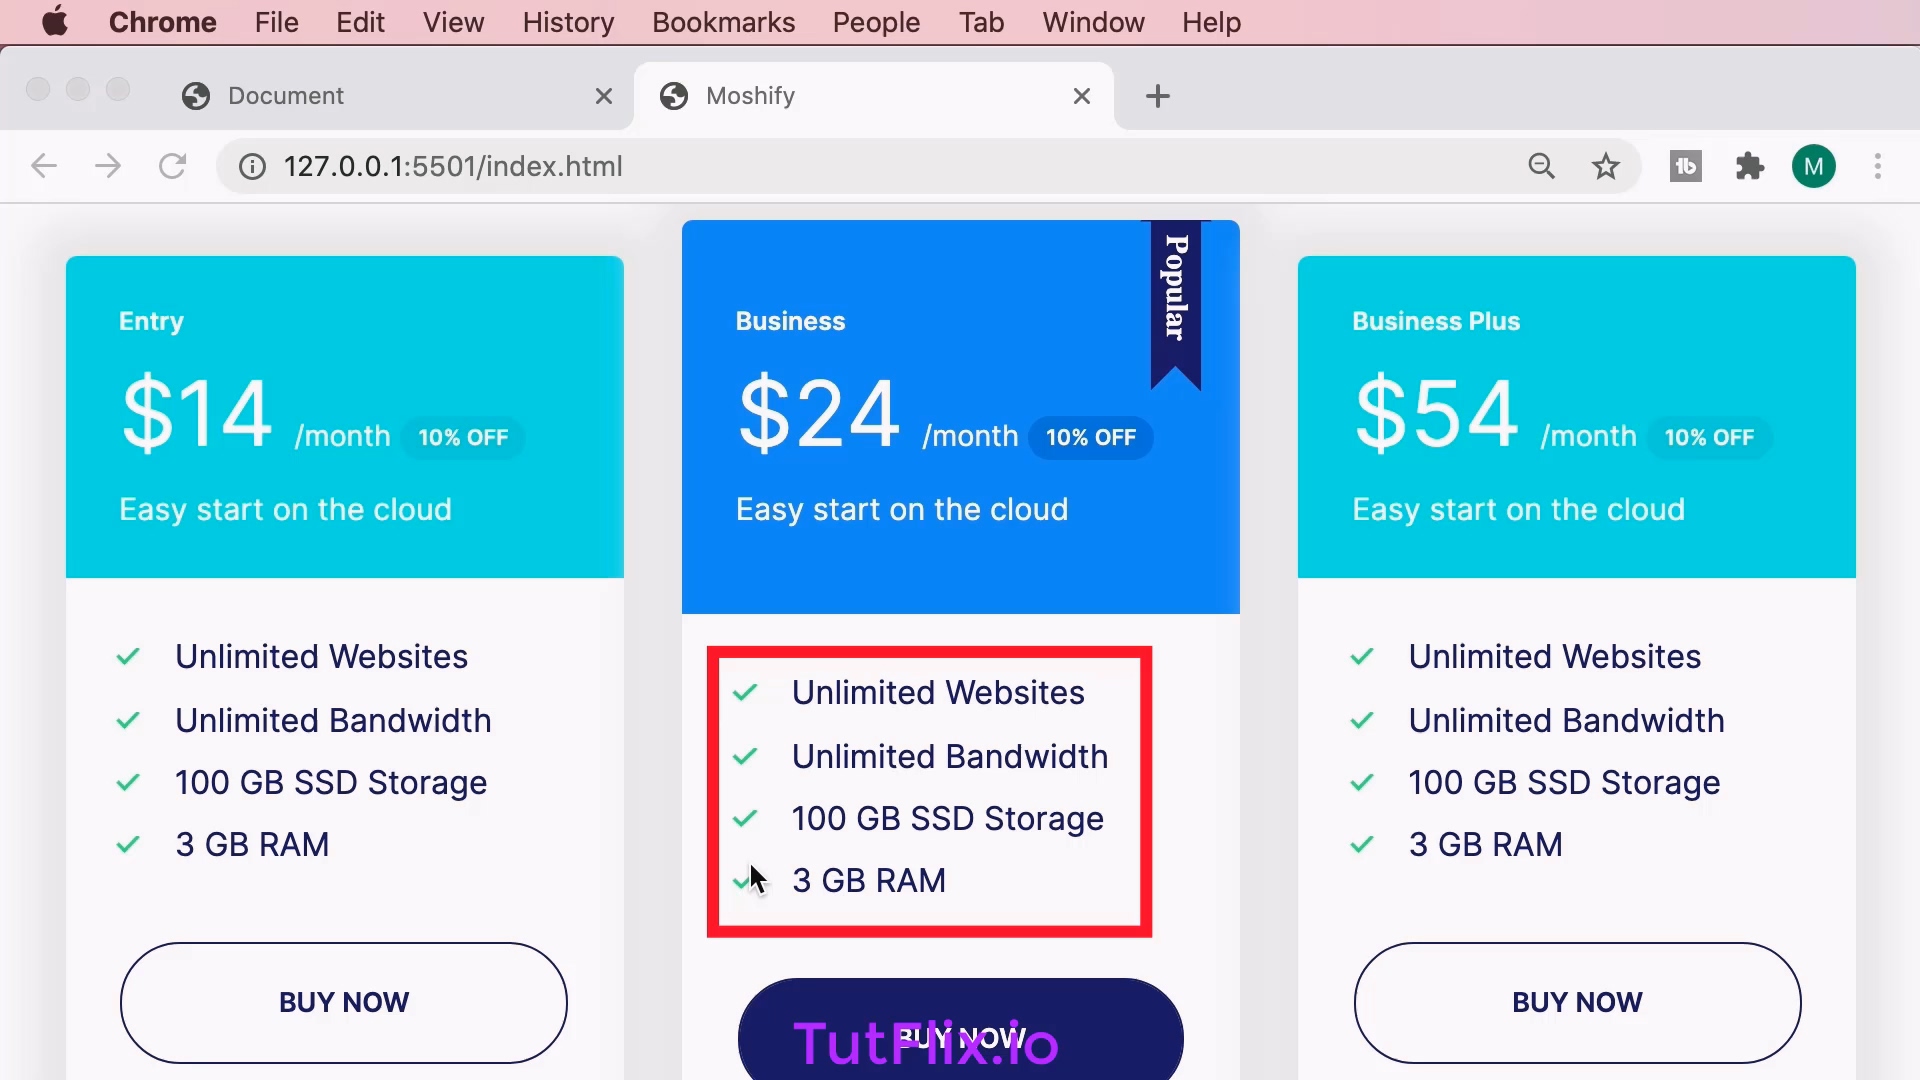 Chrome File Edit View History Bookmarks People Tab Window Help
Document
Moshify
127.0.0.1:5501/index.html
M
Entry
$14 /month 10% OFF
Easy start on the cloud
Unlimited Websites
Unlimited Bandwidth
100 GB SSD Storage
3 GB RAM
BUY NOW
Popular
Business
$24 /month 10% OFF
Easy start on the cloud
Unlimited Websites
Unlimited Bandwidth
100 GB SSD Storage
3 GB RAM
BUY NOW
TutFlix.io
Business Plus
$54 /month 10% OFF
Easy start on the cloud
Unlimited Websites
Unlimited Bandwidth
100 GB SSD Storage
3 GB RAM
BUY NOW